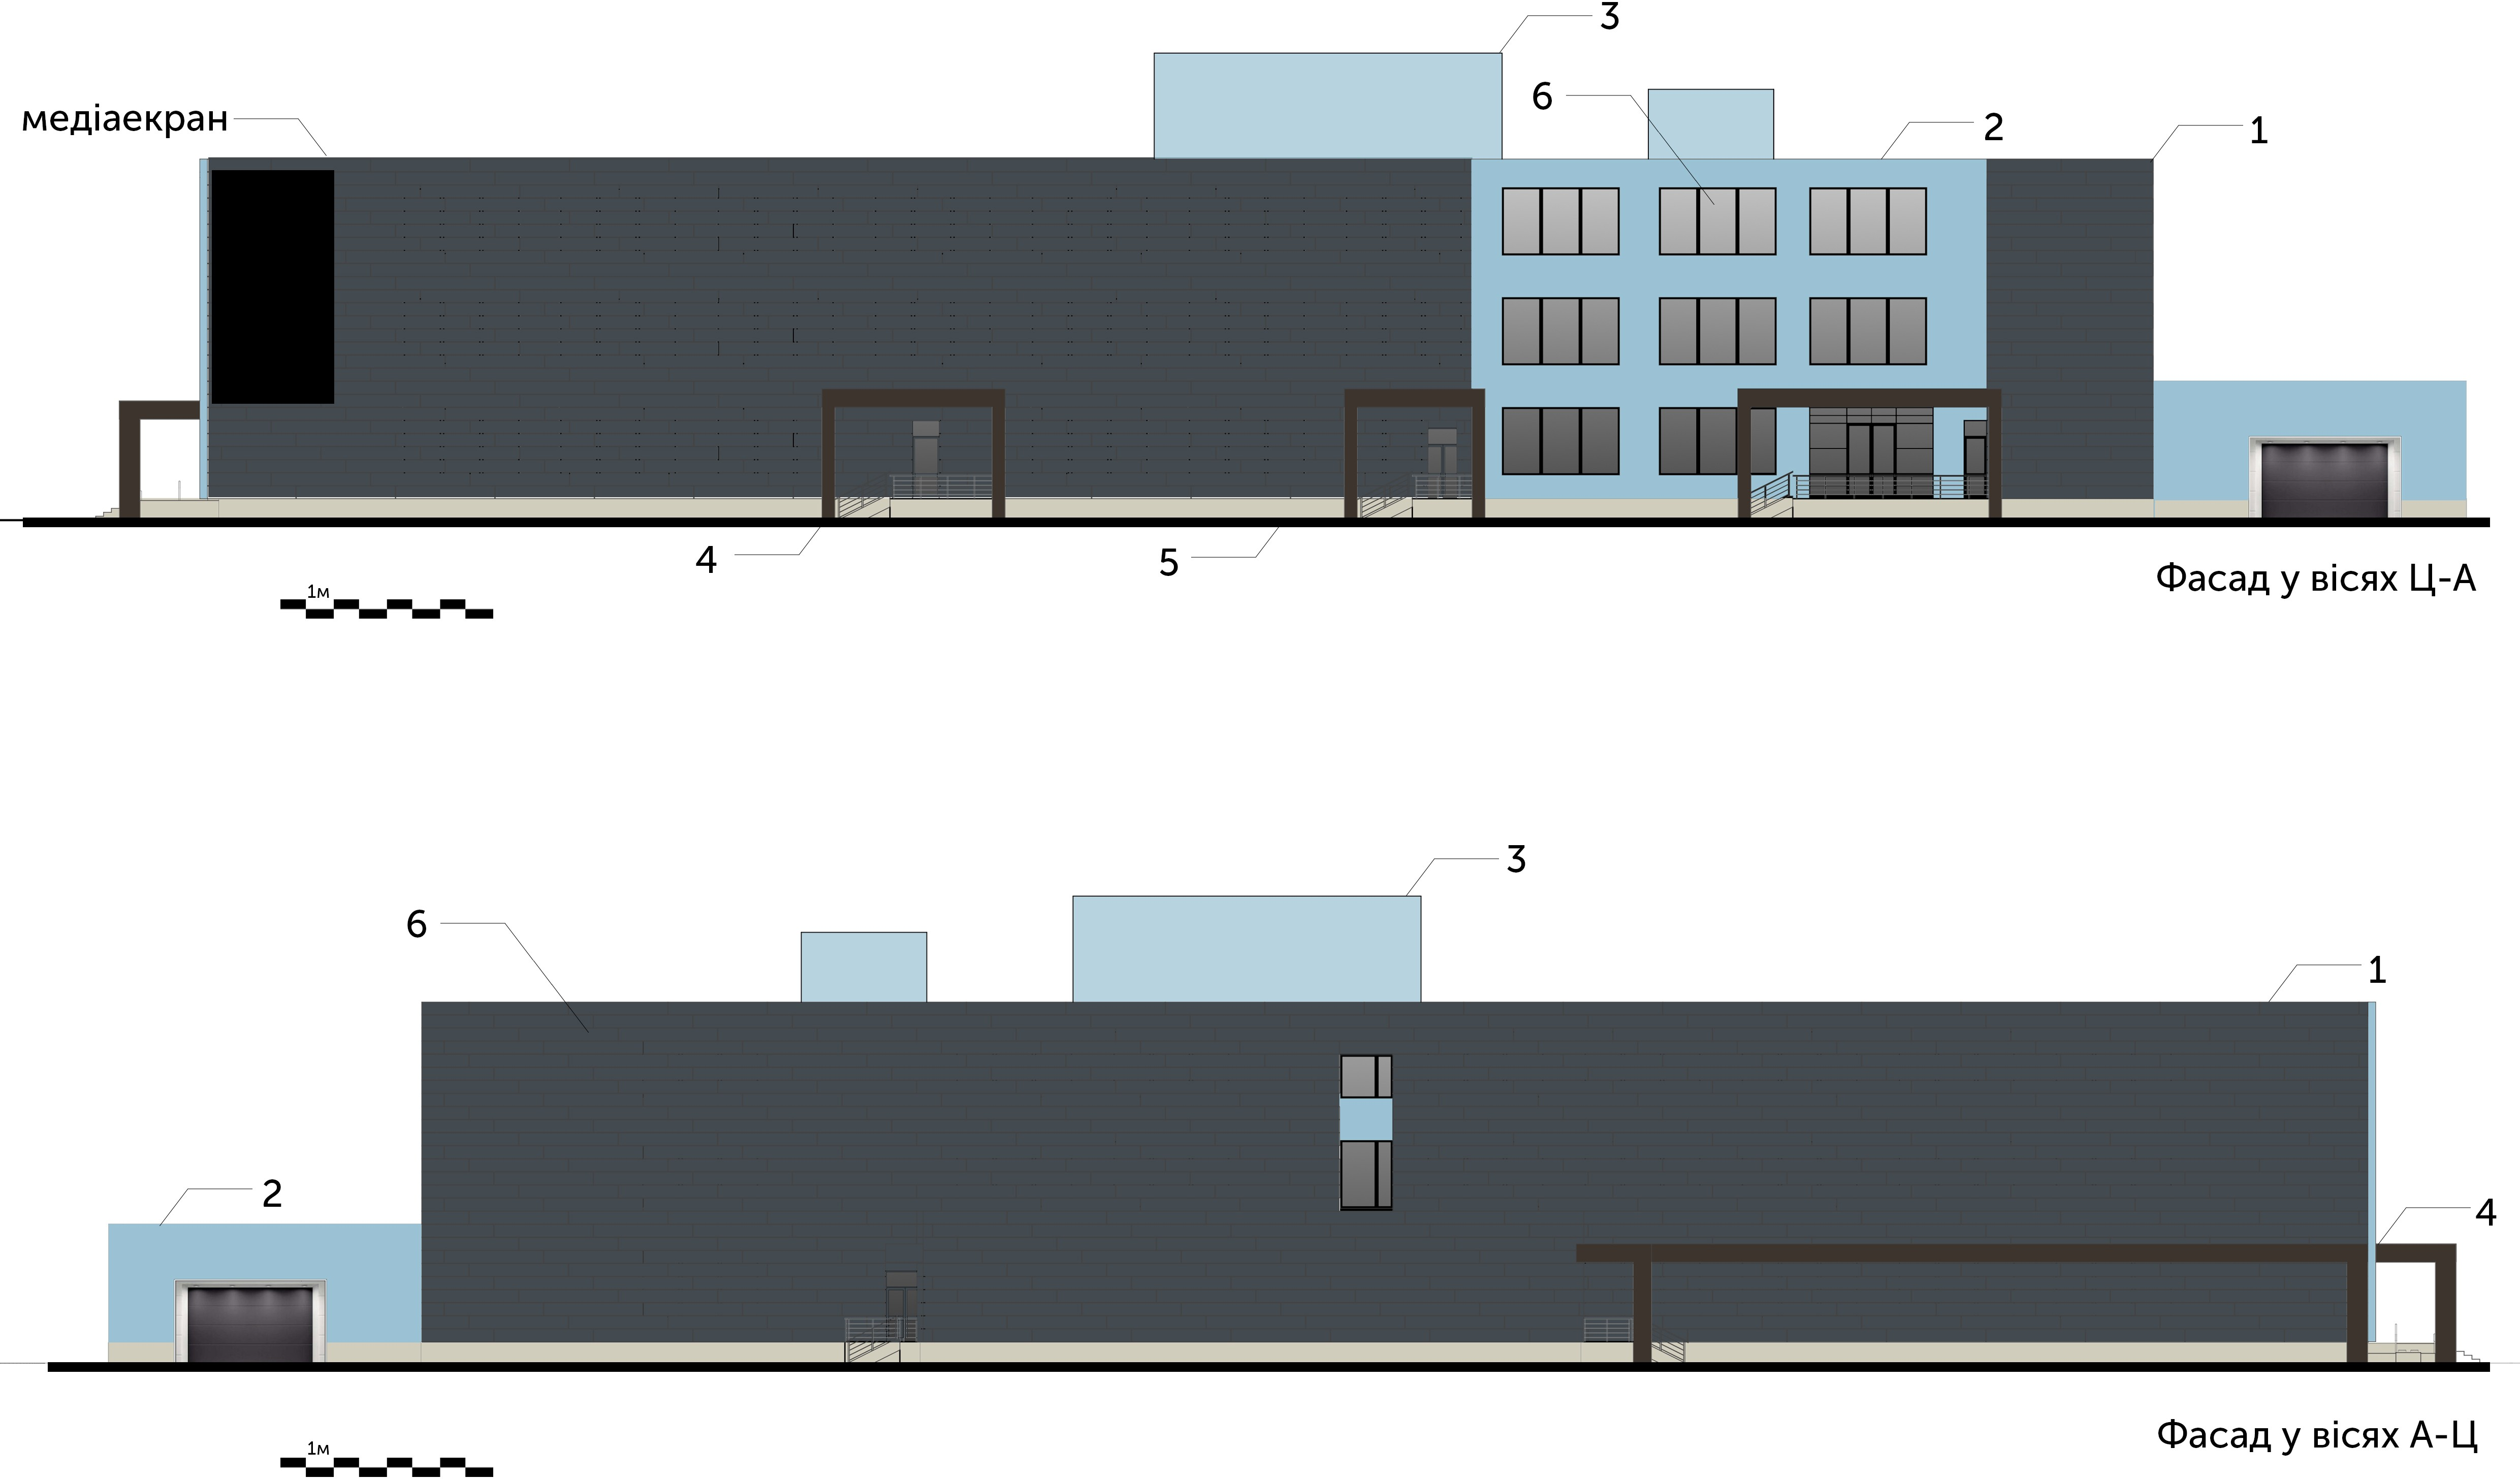 3
6
медіаекран
2
1
4
5
Фасад у вісях Ц-А
1м
3
6
1
2
4
Фасад у вісях А-Ц
1м